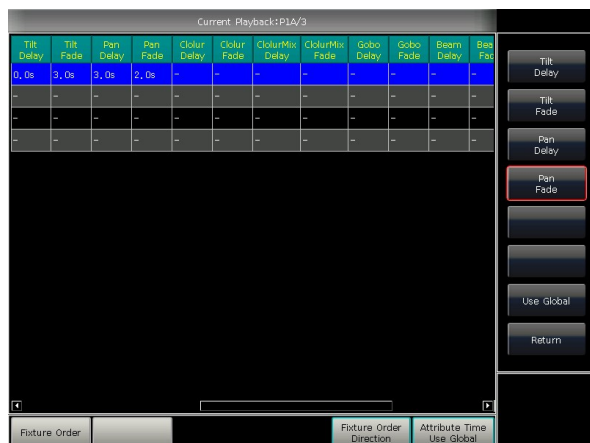 Current Playback:P1A/3
Tilt Delay Tilt Fade Pan Delay Pan Fade Clolur Delay Clolur Fade ClolurMix Delay ClolurMix Fade Gobo Delay Gobo Fade Beam Delay Bea Fad
0.0s 3.0s 3.0s 2.0s - - - - - - - -
- - - - - - - - - - - -
- - - - - - - - - - - -
- - - - - - - - - - - -
Tilt
Delay
Tilt
Fade
Pan
Delay
Pan
Fade
Use Global
Return
Fixture Order
Fixture Order
Direction
Attribute Time
Use Global